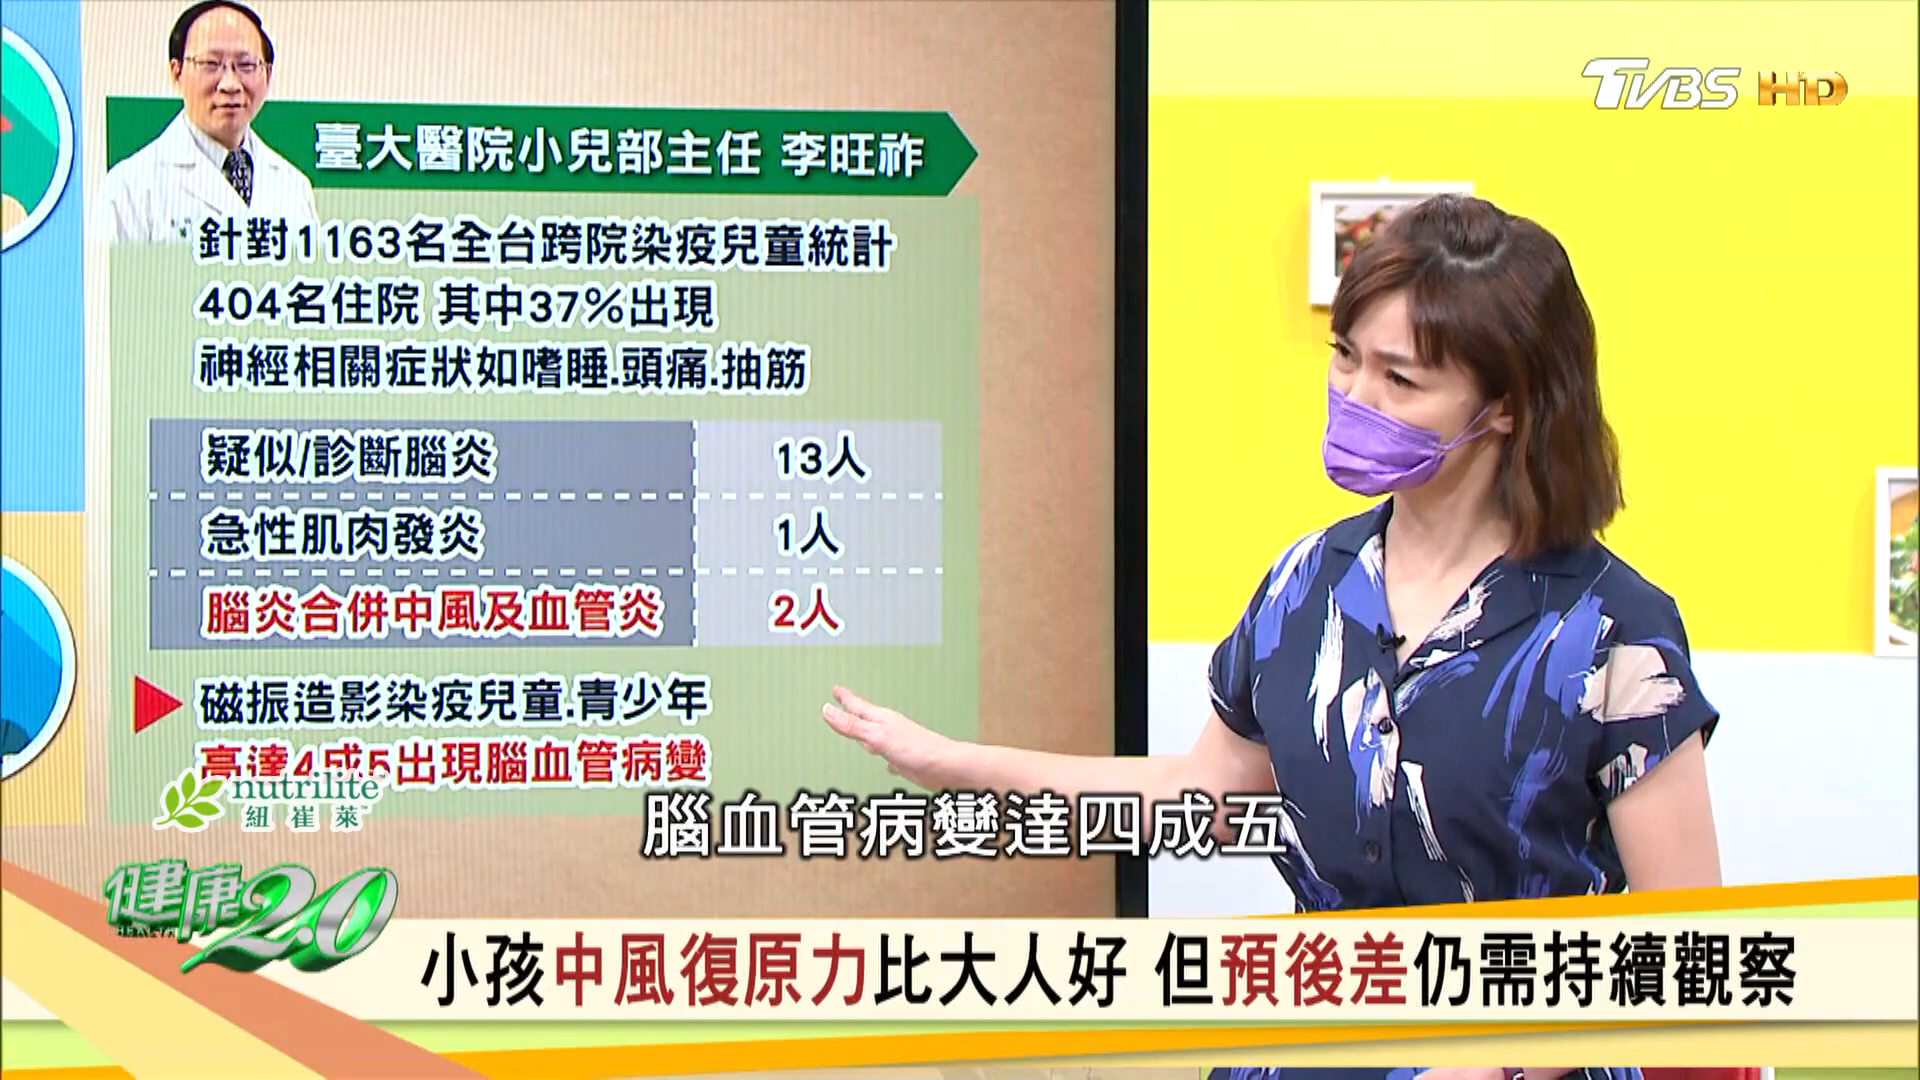 TVBS HD
臺大醫院小兒部主任 李旺祚
針對1163名全台跨院染疫兒童統計
404名住院 其中37%出現
神經相關症狀如嗜睡.頭痛.抽筋
疑似/診斷腦炎 13人
急性肌肉發炎 1人
腦炎合併中風及血管炎 2人
磁振造影染疫兒童.青少年
高達4成5出現腦血管病變
nutrilite
紐崔萊
腦血管病變達四成五
健康2.0
HEALTH
小孩中風復原力比大人好 但預後差仍需持續觀察